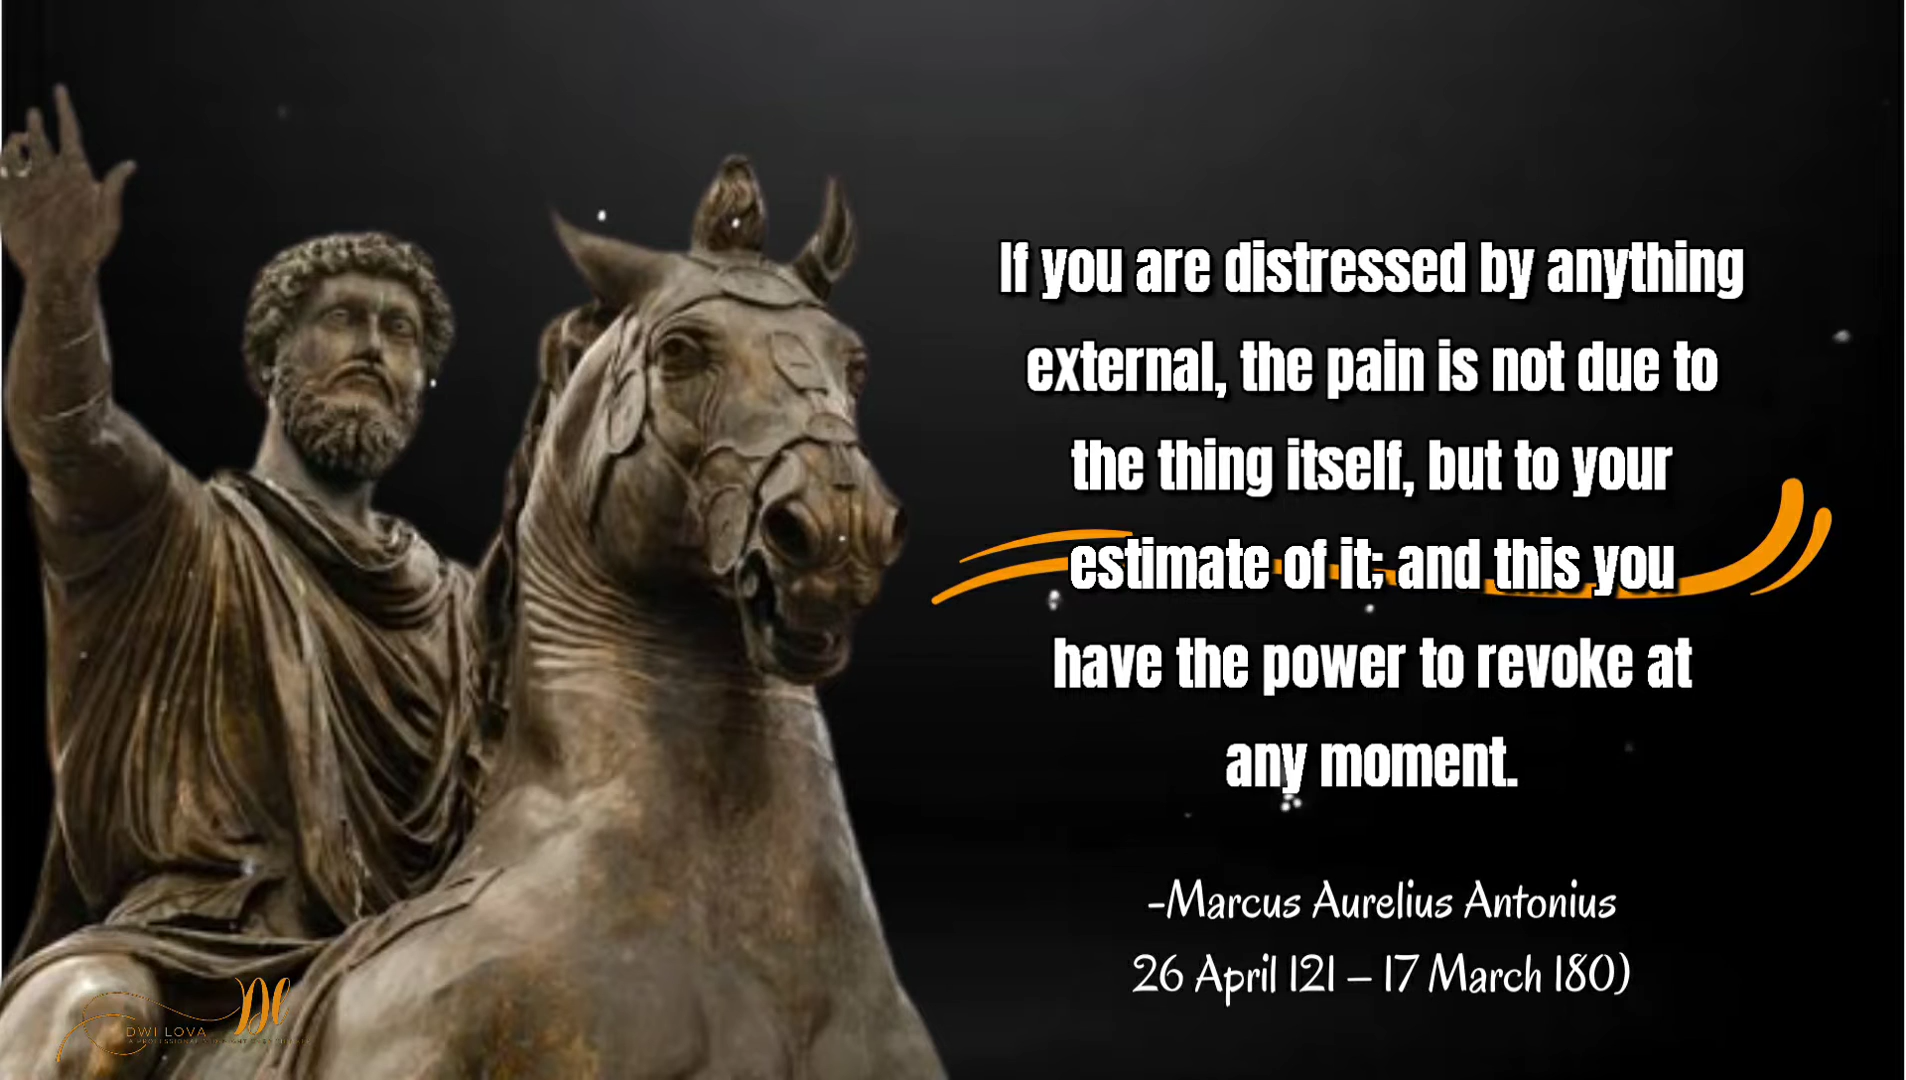 If you are distressed by anything
external, the pain is not due to
the thing itself, but to your
estimate of it; and this you
have the power to revoke at
any moment.
-Marcus Aurelius Antonius
26 April 121 – 17 March 180)
DWI LOVA